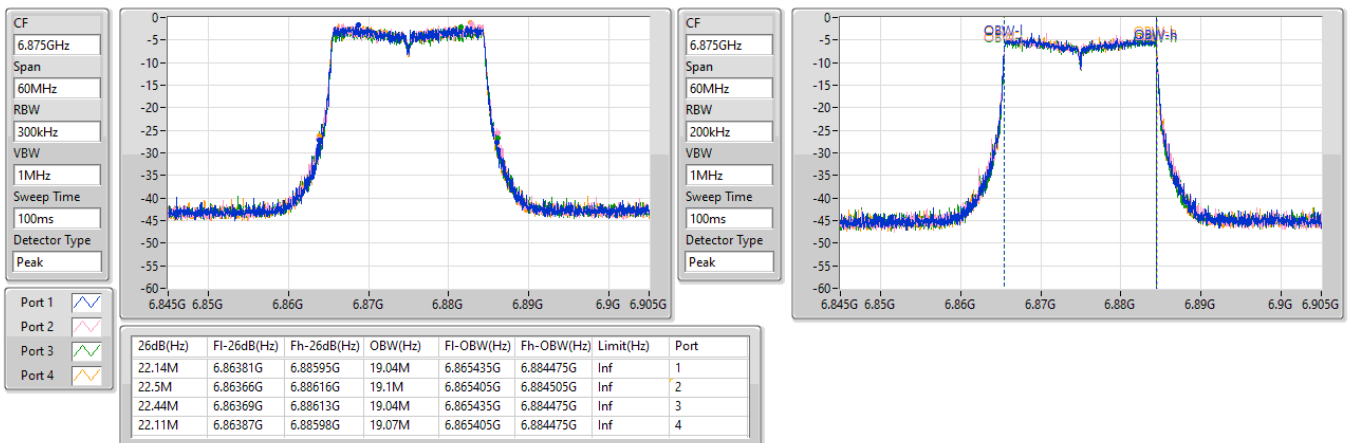 CF
6.875GHz
Span
60MHz
RBW
300kHz
VBW
1MHz
Sweep Time
100ms
Detector Type
Peak
0-
-5-
-10-
-15-
-20-
-25-
-30-
-35-
-40-
-45-
-50-
-55-
-60-
6.845G 6.85G 6.86G 6.87G 6.88G 6.89G 6.9G 6.905G
CF
6.875GHz
Span
60MHz
RBW
200kHz
VBW
1MHz
Sweep Time
100ms
Detector Type
Peak
0-
-5-
-10-
-15-
-20-
-25-
-30-
-35-
-40-
-45-
-50-
-55-
-60-
OBW-l OBW-h
6.845G 6.85G 6.86G 6.87G 6.88G 6.89G 6.9G 6.905G
Port 1
Port 2
Port 3
Port 4
26dB(Hz) Fl-26dB(Hz) Fh-26dB(Hz) OBW(Hz) Fl-OBW(Hz) Fh-OBW(Hz) Limit(Hz) Port
22.14M 6.86381G 6.88595G 19.04M 6.865435G 6.884475G Inf 1
22.5M 6.86366G 6.88616G 19.1M 6.865405G 6.884505G Inf 2
22.44M 6.86369G 6.88613G 19.04M 6.865435G 6.884475G Inf 3
22.11M 6.86387G 6.88598G 19.07M 6.865405G 6.884475G Inf 4